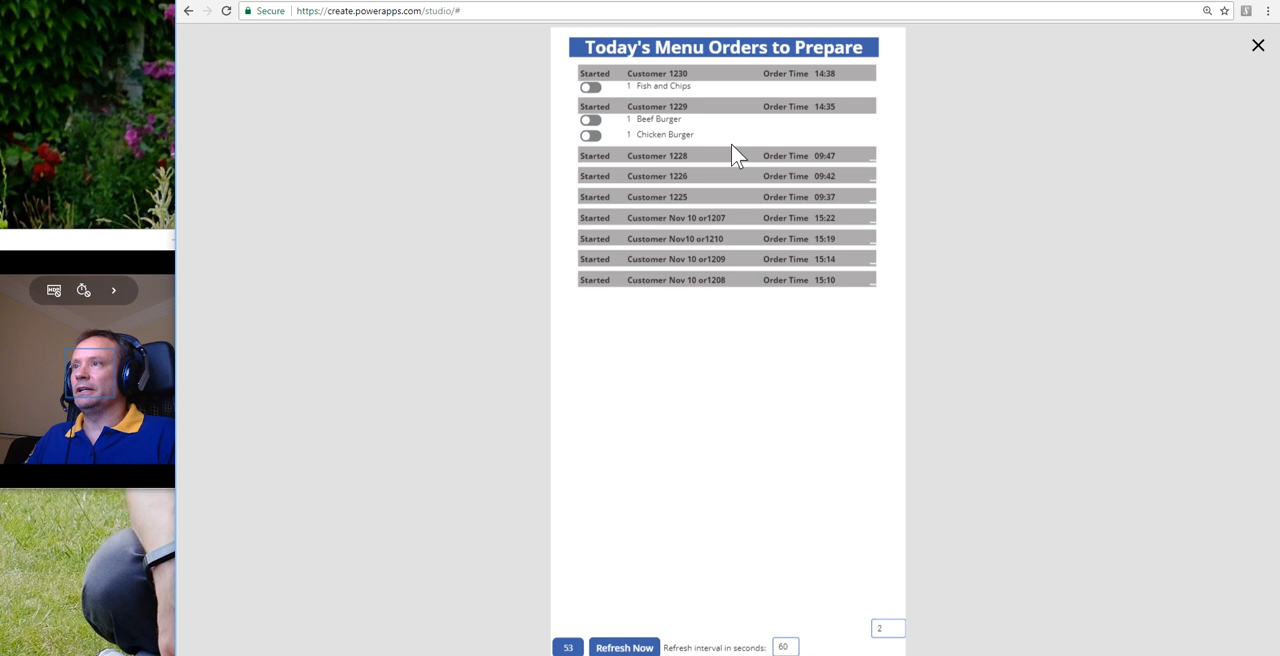 Secure https://create.powerapps.com/studio/#
Today's Menu Orders to Prepare
Started Customer 1230 Order Time 14:38
1 Fish and Chips
Started Customer 1229 Order Time 14:35
1 Beef Burger
1 Chicken Burger
Started Customer 1228 Order Time 09:47
Started Customer 1226 Order Time 09:42
Started Customer 1225 Order Time 09:37
Started Customer Nov 10 or1207 Order Time 15:22
Started Customer Nov10 or1210 Order Time 15:19
Started Customer Nov 10 or1209 Order Time 15:14
Started Customer Nov 10 or1208 Order Time 15:10
2
53 Refresh Now Refresh interval in seconds: 60